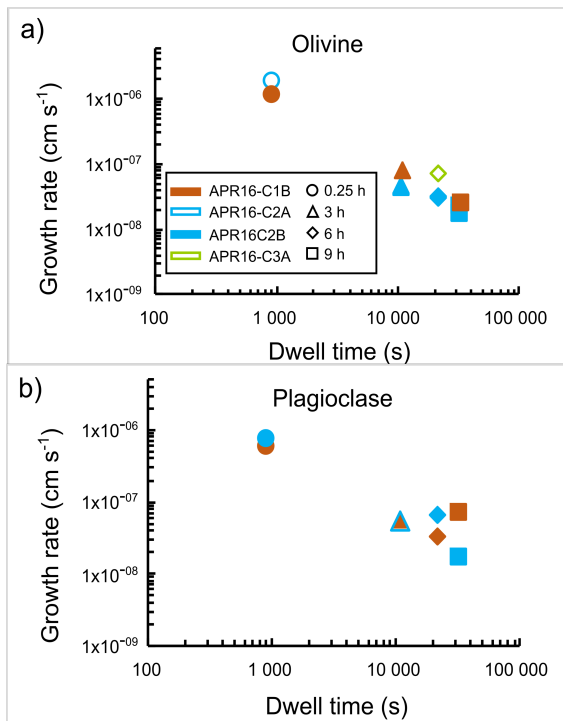 a)
Olivine
Growth rate (cm s-1)
1x10-06
1x10-07
1x10-08
1x10-09
APR16-C1B
APR16-C2A
APR16C2B
APR16-C3A
0.25 h
3 h
6 h
9 h
100
1 000
10 000
100 000
Dwell time (s)
b)
Plagioclase
Growth rate (cm s-1)
1x10-06
1x10-07
1x10-08
1x10-09
100
1 000
10 000
100 000
Dwell time (s)